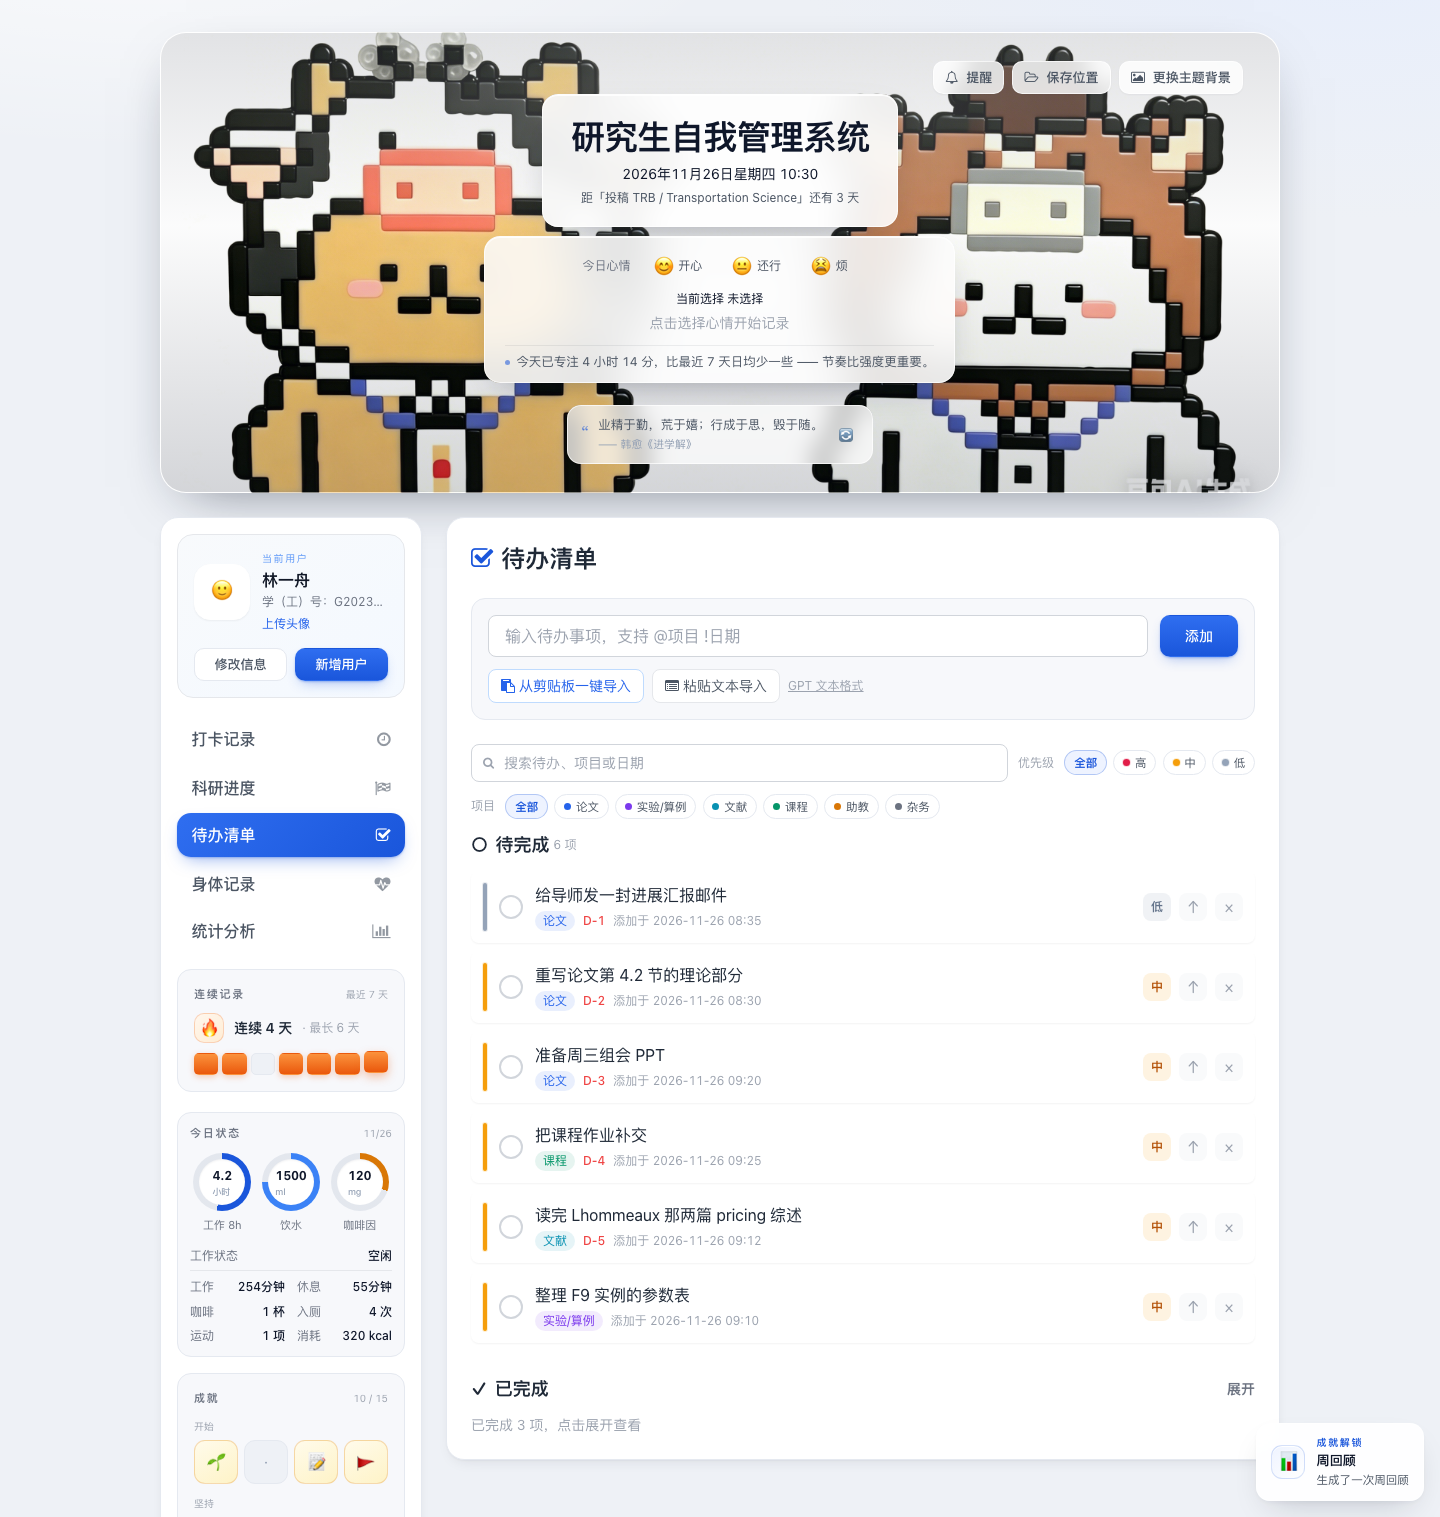 提醒
保存位置
更换主题背景
研究生自我管理系统
2026年11月26日星期四 10:30
距「投稿 TRB / Transportation Science」还有 3 天
今日心情 😊 开心 😐 还行 😫 烦
当前选择 未选择
点击选择心情开始记录
今天已专注 4 小时 14 分，比最近 7 天日均少一些 —— 节奏比强度更重要。
“ 业精于勤，荒于嬉；行成于思，毁于随。
—— 韩愈《进学解》
豆包AI生成
当前用户
林一舟
学（工）号：G2023...
上传头像
修改信息
新增用户
打卡记录
科研进度
待办清单
身体记录
统计分析
连续记录
最近 7 天
连续 4 天 · 最长 6 天
今日状态
11/26
4.2
小时
工作 8h
1500
ml
饮水
120
mg
咖啡因
工作状态
空闲
工作 254分钟 休息 55分钟
咖啡 1 杯 入厕 4 次
运动 1 项 消耗 320 kcal
成就
10 / 15
开始
坚持
待办清单
输入待办事项，支持 @项目 !日期
添加
从剪贴板一键导入
粘贴文本导入
GPT 文本格式
搜索待办、项目或日期
优先级 全部 高 中 低
项目 全部 论文 实验/算例 文献 课程 助教 杂务
待完成 6 项
给导师发一封进展汇报邮件
论文 D-1 添加于 2026-11-26 08:35
低 ↑ ×
重写论文第 4.2 节的理论部分
论文 D-2 添加于 2026-11-26 08:30
中 ↑ ×
准备周三组会 PPT
论文 D-3 添加于 2026-11-26 09:20
中 ↑ ×
把课程作业补交
课程 D-4 添加于 2026-11-26 09:25
中 ↑ ×
读完 Lhommeaux 那两篇 pricing 综述
文献 D-5 添加于 2026-11-26 09:12
中 ↑ ×
整理 F9 实例的参数表
实验/算例 添加于 2026-11-26 09:10
中 ↑ ×
已完成
展开
已完成 3 项，点击展开查看
成就解锁
周回顾
生成了一次周回顾